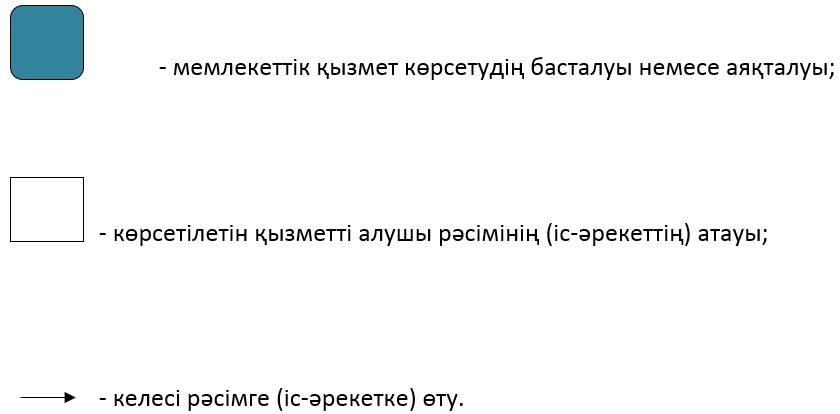 - мемлекеттік қызмет көрсетудің басталуы немесе аяқталуы;
- көрсетілетін қызметті алушы рәсімінің (іс-әрекеттің) атауы;
- келесі рәсімге (іс-әрекетке) өту.